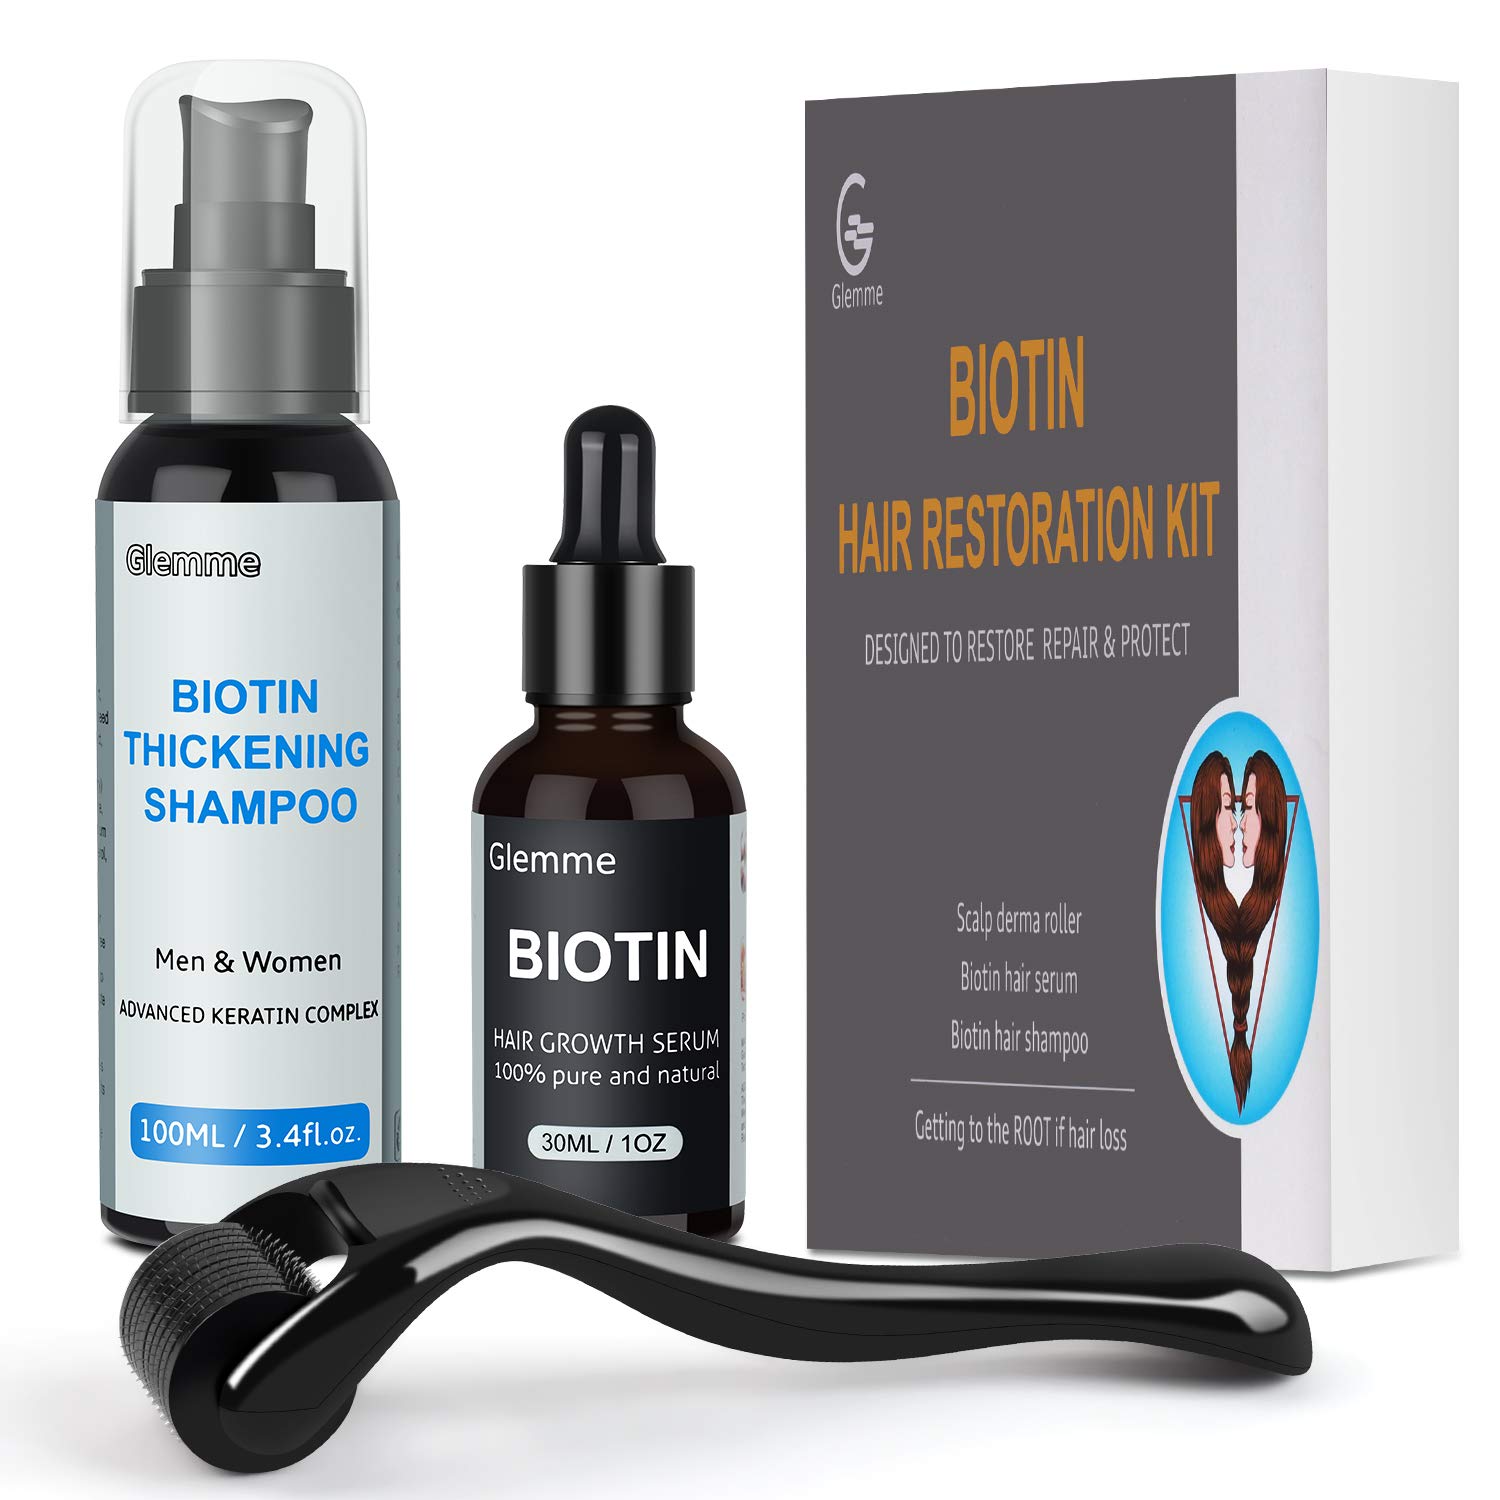 Glemme
BIOTIN
THICKENING
SHAMPOO
Men & Women
ADVANCED KERATIN COMPLEX
100ML / 3.4fl.oz.
Glemme
BIOTIN
HAIR GROWTH SERUM
100% pure and natural
30ML / 1OZ
Glemme
BIOTIN
HAIR RESTORATION KIT
DESIGNED TO RESTORE REPAIR & PROTECT
Scalp derma roller
Biotin hair serum
Biotin hair shampoo
Getting to the ROOT if hair loss